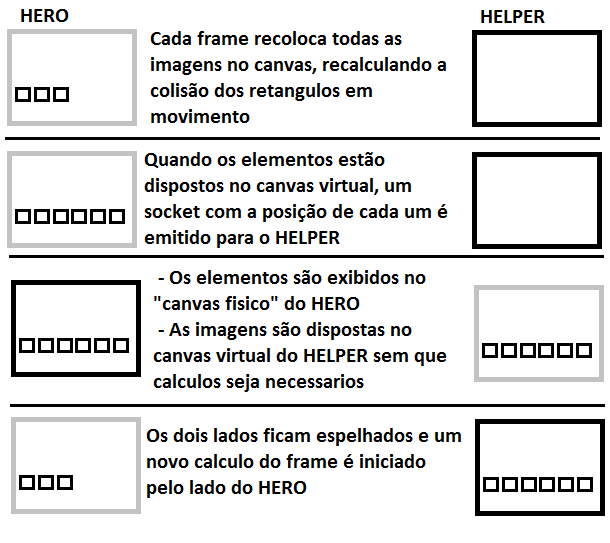 HERO
HELPER
Cada frame recoloca todas as
imagens no canvas, recalculando a
colisão dos retangulos em
movimento
Quando os elementos estão
dispostos no canvas virtual, um
socket com a posição de cada um é
emitido para o HELPER
- Os elementos são exibidos no
"canvas fisico" do HERO
- As imagens são dispostas no
canvas virtual do HELPER sem que
calculos seja necessarios
Os dois lados ficam espelhados e um
novo calculo do frame é iniciado
pelo lado do HERO